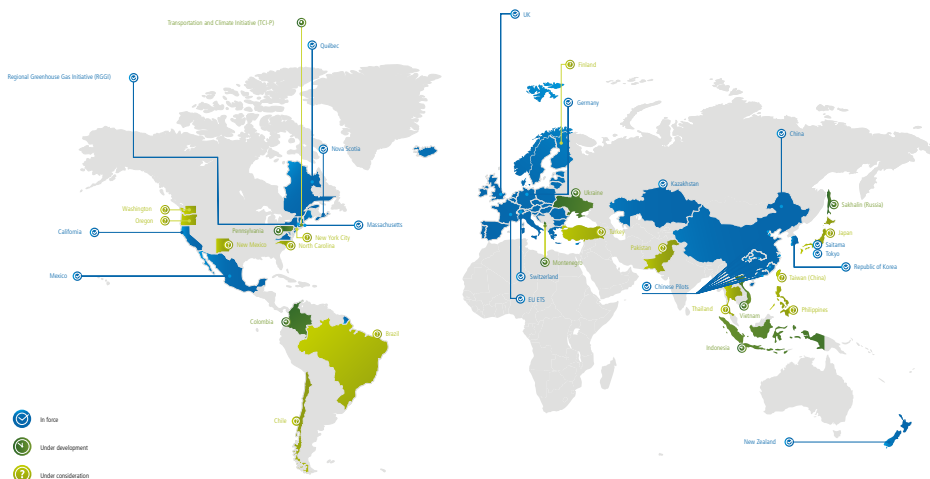 Transportation and Climate Initiative (TCI-P)
UK
Québec
Regional Greenhouse Gas Initiative (RGGI)
Finland
Germany
China
Nova Scotia
Kazakhstan
Ukraine
Washington
Oregon
California
Pennsylvania
Massachusetts
New York City
New Mexico
North Carolina
Mexico
Turkey
Pakistan
Sakhalin (Russia)
Japan
Saitama
Tokyo
Republic of Korea
Montenegro
Switzerland
EU ETS
Chinese Pilots
Taiwan (China)
Thailand
Vietnam
Philippines
Indonesia
Colombia
Brazil
Chile
New Zealand
In force
Under development
Under consideration